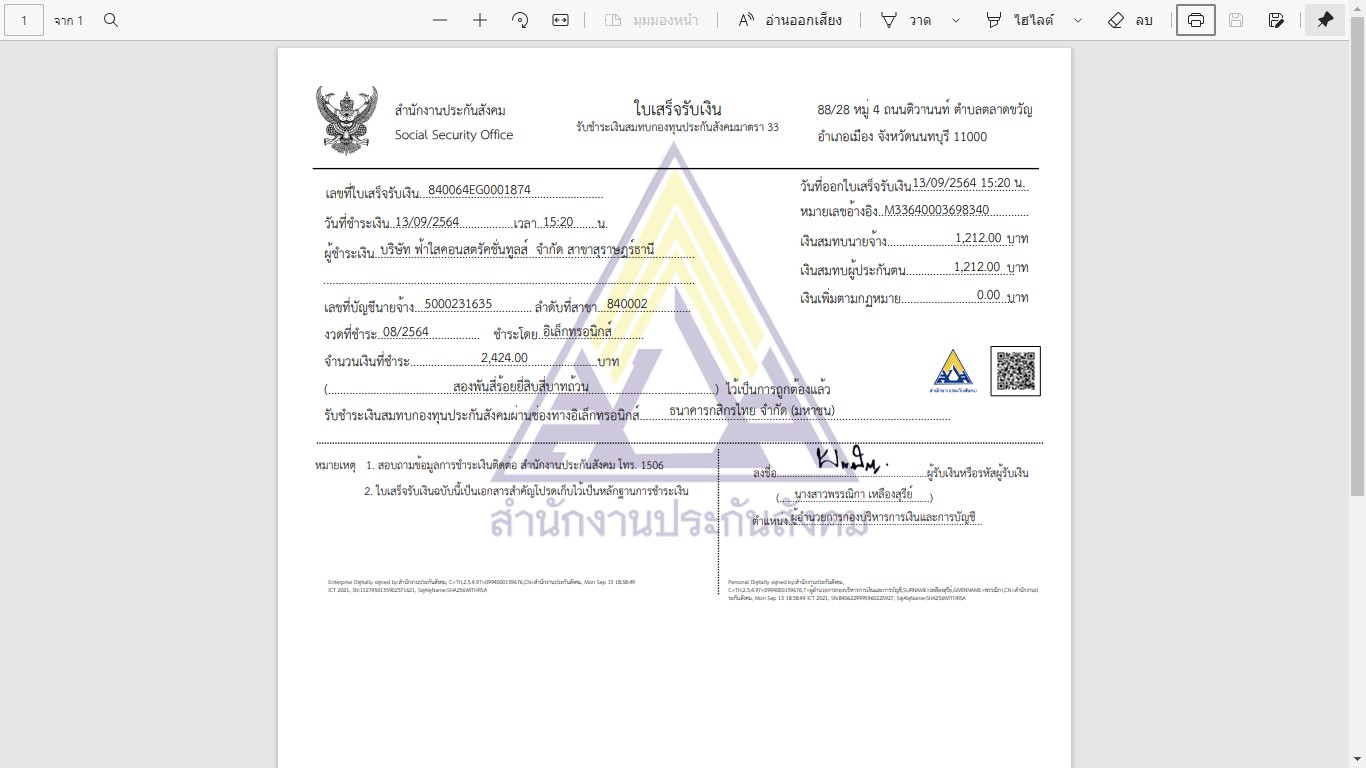 1 จาก 1 มุมมองหน้า อ่านออกเสียง วาด ไฮไลต์ ลบ
สำนักงานประกันสังคม
Social Security Office
ใบเสร็จรับเงิน
รับชำระเงินสมทบกองทุนประกันสังคมมาตรา 33
88/28 หมู่ 4 ถนนติวานนท์ ตำบลตลาดขวัญ
อำเภอเมือง จังหวัดนนทบุรี 11000
เลขที่ใบเสร็จรับเงิน 840064EG0001874
วันที่ชำระเงิน 13/09/2564 เวลา 15:20 น.
ผู้ชำระเงิน บริษัท ฟ้าใสคอนสตรัคชั่นทูลส์ จำกัด สาขาสุราษฎร์ธานี
วันที่ออกใบเสร็จรับเงิน 13/09/2564 15:20 น.
หมายเลขอ้างอิง M33640003698340
เงินสมทบนายจ้าง 1,212.00 บาท
เงินสมทบผู้ประกันตน 1,212.00 บาท
เงินเพิ่มตามกฎหมาย 0.00 บาท
เลขที่บัญชีนายจ้าง 5000231635 ลำดับที่สาขา 840002
งวดที่ชำระ 08/2564 ชำระโดย อิเล็กทรอนิกส์
จำนวนเงินที่ชำระ 2,424.00 บาท
( สองพันสี่ร้อยยี่สิบสี่บาทถ้วน ) ไว้เป็นการถูกต้องแล้ว
รับชำระเงินสมทบกองทุนประกันสังคมผ่านช่องทางอิเล็กทรอนิกส์ ธนาคารกสิกรไทย จำกัด (มหาชน)
สำนักงานประกันสังคม
หมายเหตุ 1. สอบถามข้อมูลการชำระเงินติดต่อ สำนักงานประกันสังคม โทร. 1506
2. ใบเสร็จรับเงินฉบับนี้เป็นเอกสารสำคัญโปรดเก็บไว้เป็นหลักฐานการชำระเงิน
ลงชื่อ ผู้รับเงินหรือรหัสผู้รับเงิน
( นางสาวพรรณิกา เหลืองสุรีย์ )
ตำแหน่ง ผู้อำนวยการกองบริหารการเงินและการบัญชี
สำนักงานประกันสังคม
Enterprise Digitally signed by:สำนักงานประกันสังคม, C=TH,2.5.4.97=0994000159676,CN=สำนักงานประกันสังคม, Mon Sep 13 18:38:49
ICT 2021, SN:1127450135902371621, SigAlgName:SHA256WITHRSA
Personal Digitally signed by:สำนักงานประกันสังคม,
C=TH,2.5.4.97=0994000159676,T=ผู้อำนวยการกองบริหารการเงินและการบัญชี,SURNAME=เหลืองสุรีย์,GIVENNAME=พรรณิกา,CN=สำนักงานป
ระกันสังคม, Mon Sep 13 18:38:49 ICT 2021, SN:8406229995960225927, SigAlgName:SHA256WITHRSA